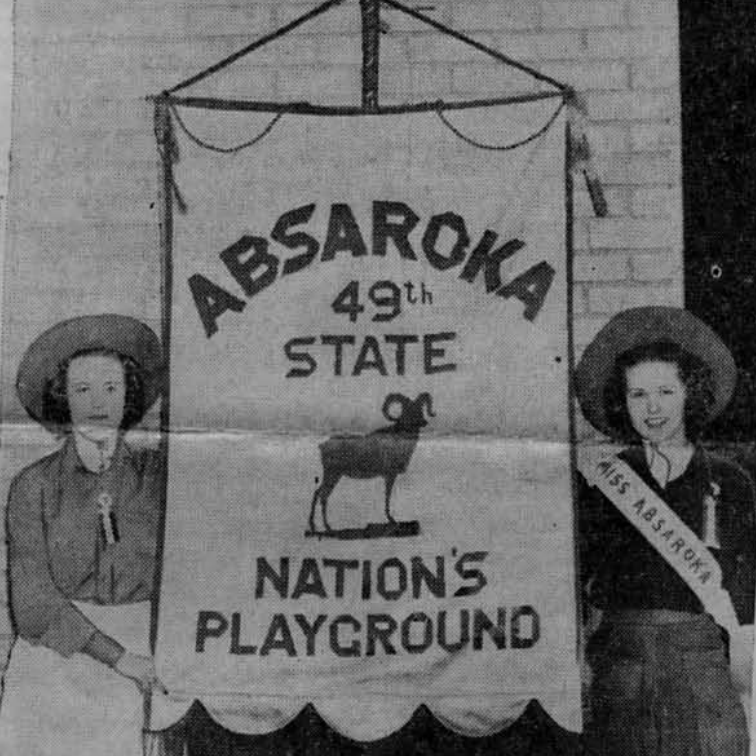 ABSAROKA
49th
STATE
NATION'S
PLAYGROUND
MISS ABSAROKA